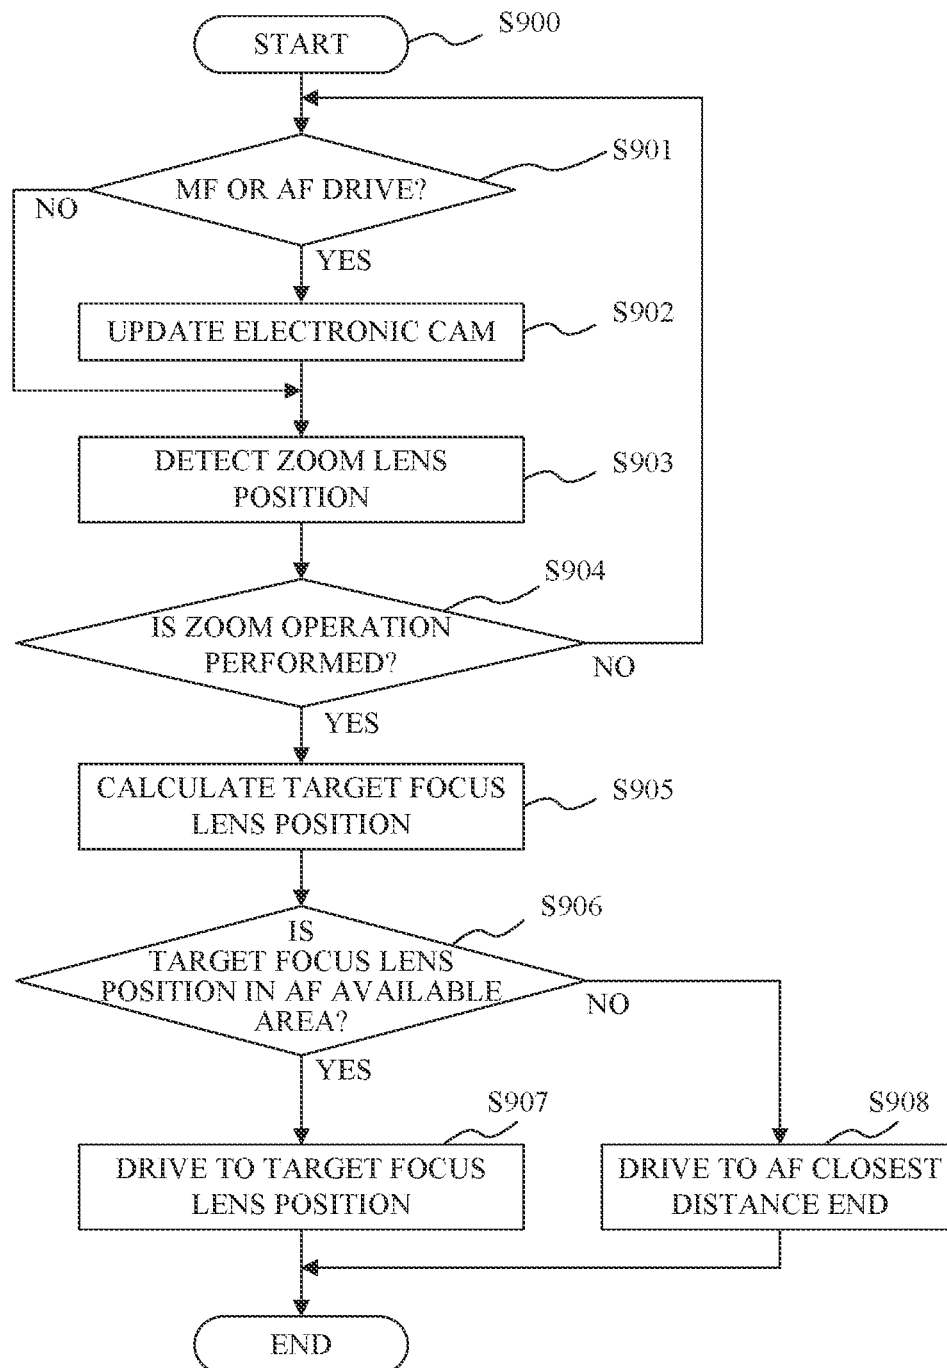 START
S900
MF OR AF DRIVE?
S901
NO
YES
UPDATE ELECTRONIC CAM
S902
DETECT ZOOM LENS
POSITION
S903
S904
IS ZOOM OPERATION
PERFORMED?
NO
YES
CALCULATE TARGET FOCUS
LENS POSITION
S905
S906
IS
TARGET FOCUS LENS
POSITION IN AF AVAILABLE
AREA?
NO
YES
S907
DRIVE TO TARGET FOCUS
LENS POSITION
S908
DRIVE TO AF CLOSEST
DISTANCE END
END